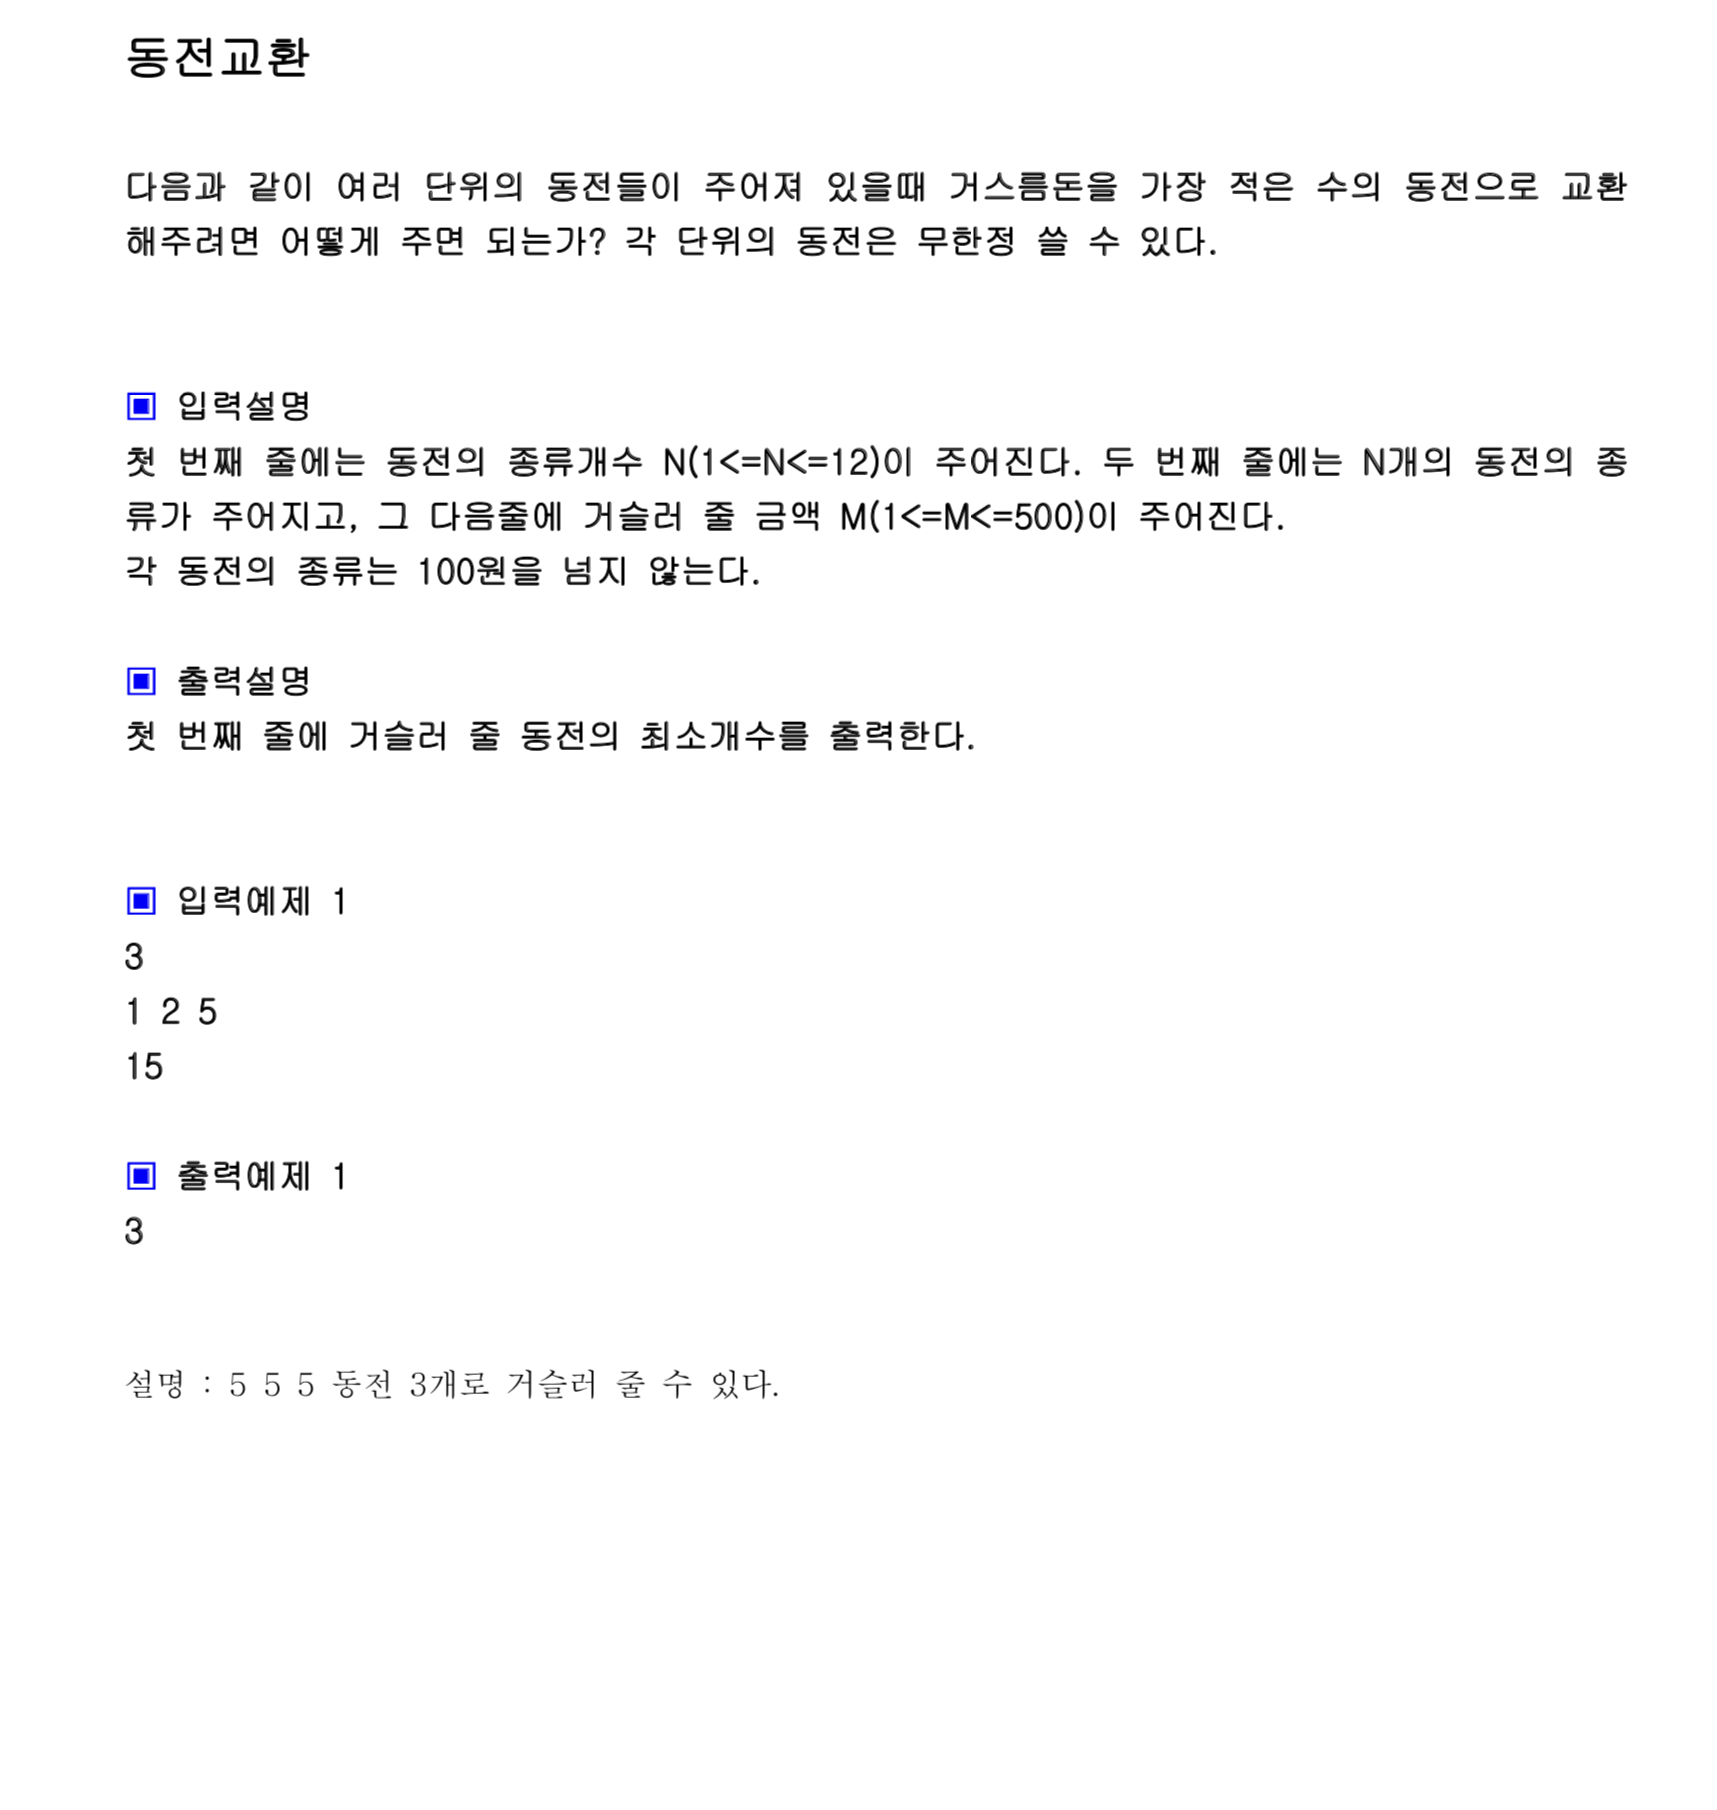 동전교환
다음과 같이 여러 단위의 동전들이 주어져 있을때 거스름돈을 가장 적은 수의 동전으로 교환
해주려면 어떻게 주면 되는가? 각 단위의 동전은 무한정 쓸 수 있다.
▣ 입력설명
첫 번째 줄에는 동전의 종류개수 N(1<=N<=12)이 주어진다. 두 번째 줄에는 N개의 동전의 종
류가 주어지고, 그 다음줄에 거슬러 줄 금액 M(1<=M<=500)이 주어진다.
각 동전의 종류는 100원을 넘지 않는다.
▣ 출력설명
첫 번째 줄에 거슬러 줄 동전의 최소개수를 출력한다.
▣ 입력예제 1
3
1 2 5
15
▣ 출력예제 1
3
설명 : 5 5 5 동전 3개로 거슬러 줄 수 있다.